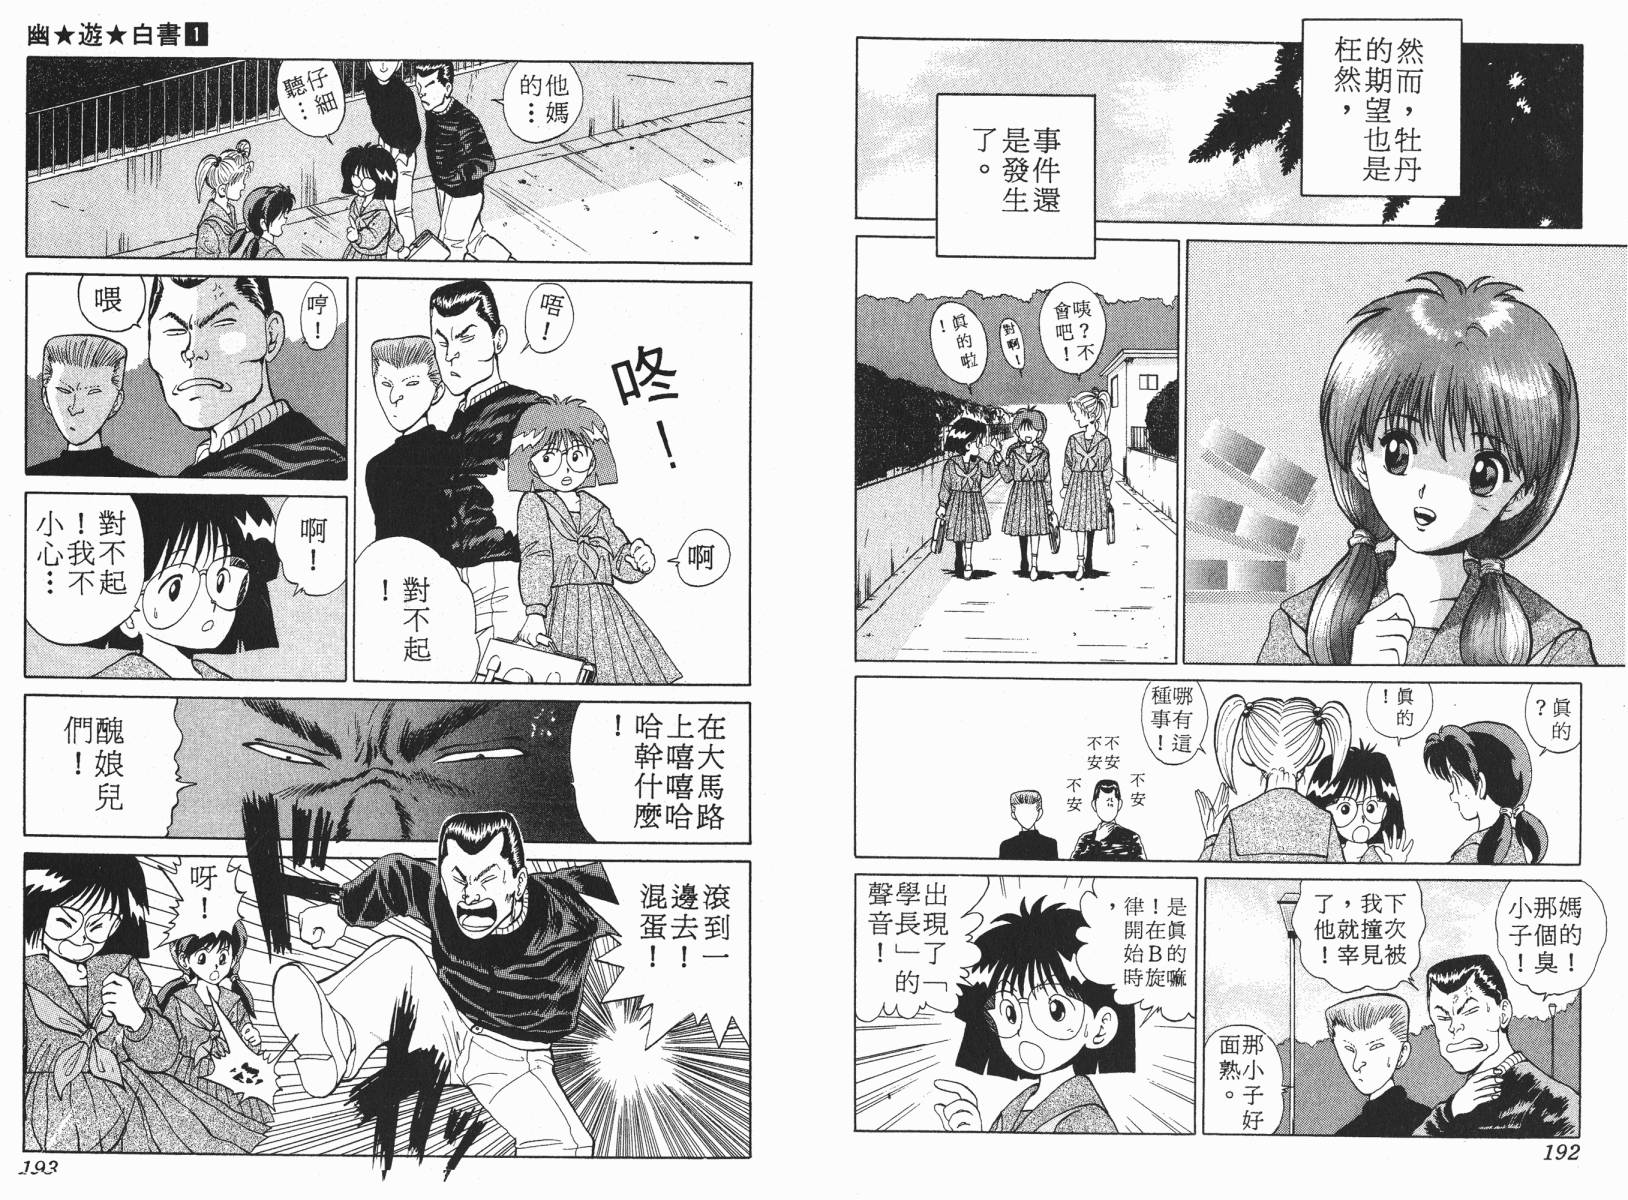 幽★遊★白書1
然而，牡丹
的期望也是
枉然，
事件還
是發生
了。
咦？不
會吧！
對啊！
真的啦
！
真的
？
真的
！
哪有這
種事！
不安
不安
不安
不安
媽的！
那個臭
小子！
下次被
我撞見
，就宰
了他！
那小子好
面熟。
是真的嘛
！在B旋
律開始時
，
出現了「
學長」的
聲音！
192
他媽
的…
仔細
聽…
唔！
咚！
啊
對不起
！
哼！
喂
啊！
對不起
！我不
小心…
在大馬路
上嘻嘻哈
哈幹什麼
！
醜娘兒
們！
滾到一
邊去！
混蛋！
呀！
193